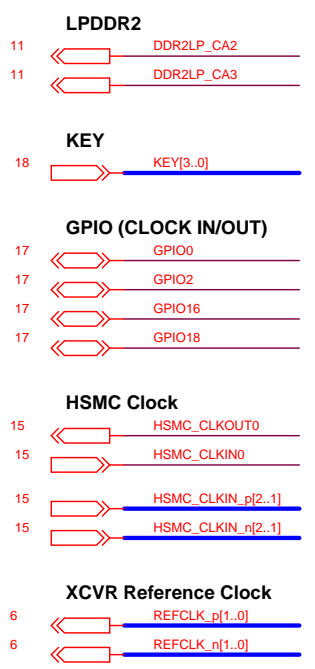 LPDDR2
11 DDR2LP_CA2
11 DDR2LP_CA3
KEY
18 KEY[3..0]
GPIO (CLOCK IN/OUT)
17 GPIO0
17 GPIO2
17 GPIO16
17 GPIO18
HSMC Clock
15 HSMC_CLKOUT0
15 HSMC_CLKIN0
15 HSMC_CLKIN_p[2..1]
15 HSMC_CLKIN_n[2..1]
XCVR Reference Clock
6 REFCLK_p[1..0]
6 REFCLK_n[1..0]